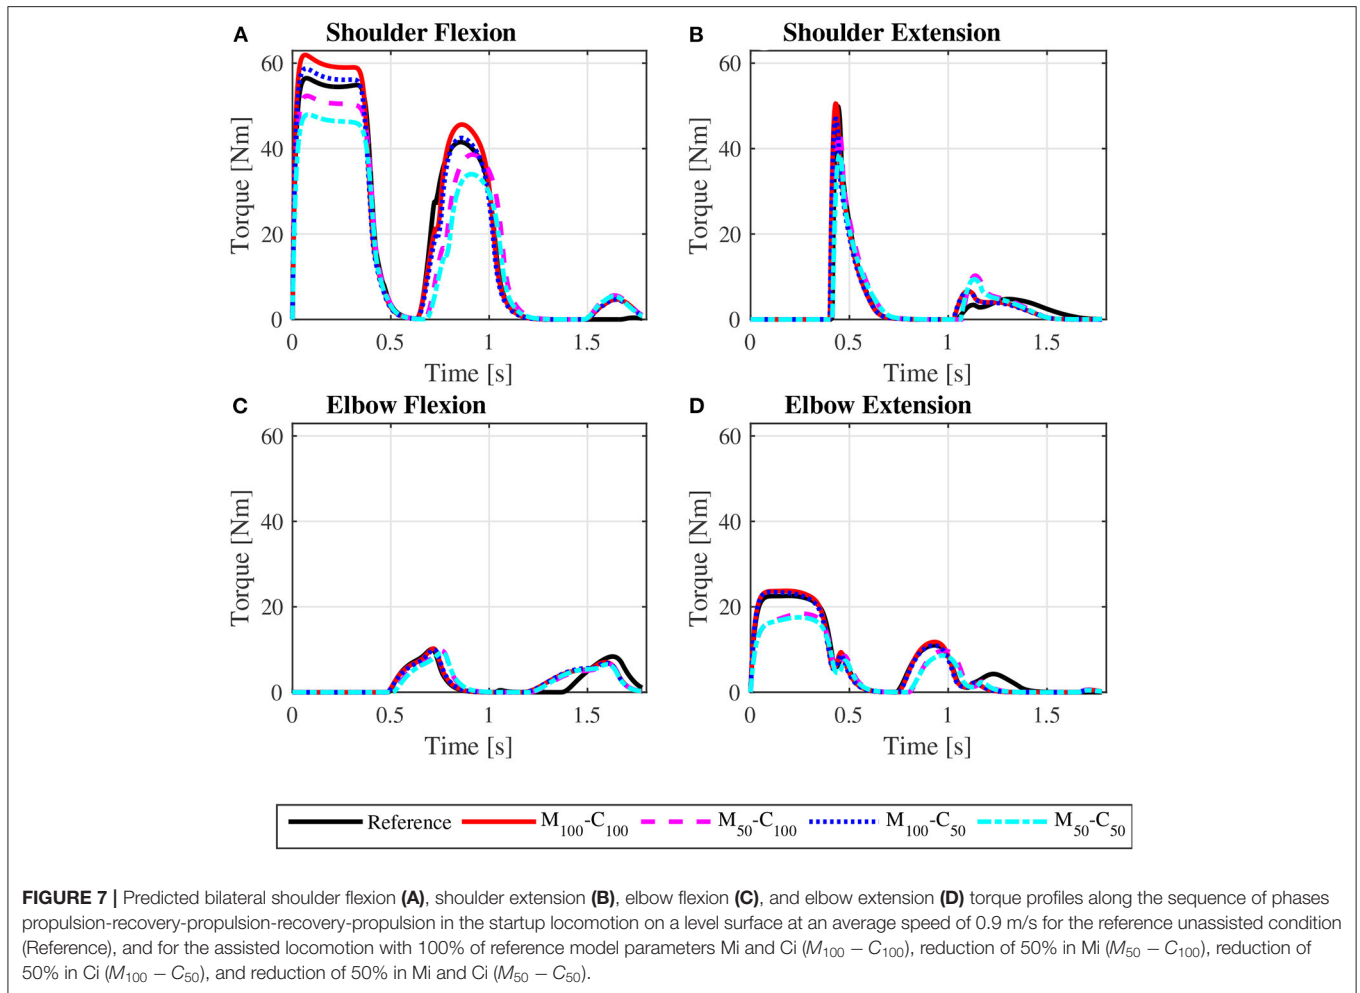 A Shoulder Flexion
60
40
20
0
Torque [Nm]
0 0.5 1 1.5
Time [s]
B Shoulder Extension
60
40
20
0
Torque [Nm]
0 0.5 1 1.5
Time [s]
C Elbow Flexion
60
40
20
0
Torque [Nm]
0 0.5 1 1.5
Time [s]
D Elbow Extension
60
40
20
0
Torque [Nm]
0 0.5 1 1.5
Time [s]
Reference M100-C100 M50-C100 M100-C50 M50-C50
FIGURE 7 | Predicted bilateral shoulder flexion (A), shoulder extension (B), elbow flexion (C), and elbow extension (D) torque profiles along the sequence of phases
propulsion-recovery-propulsion-recovery-propulsion in the startup locomotion on a level surface at an average speed of 0.9 m/s for the reference unassisted condition
(Reference), and for the assisted locomotion with 100% of reference model parameters Mi and Ci (M100 − C100), reduction of 50% in Mi (M50 − C100), reduction of
50% in Ci (M100 − C50), and reduction of 50% in Mi and Ci (M50 − C50).